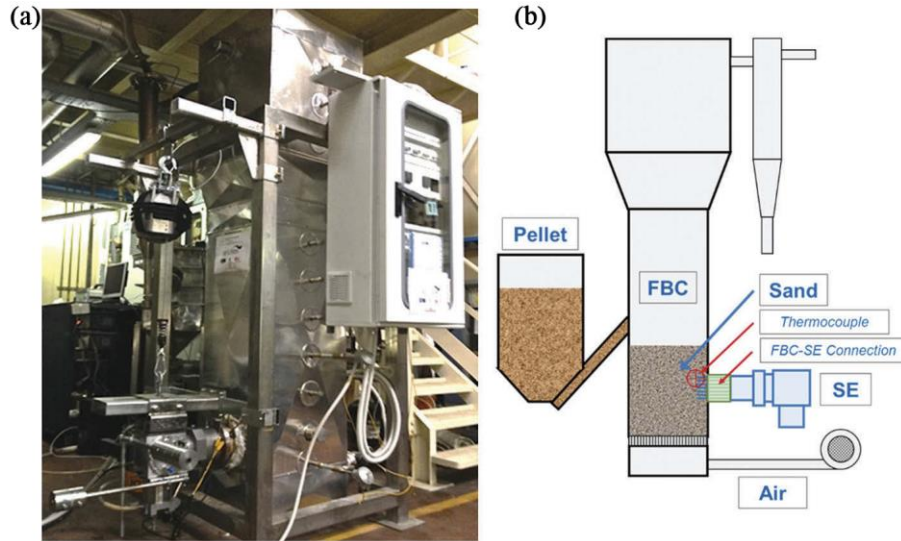 (a)
(b)
Pellet
FBC
Sand
Thermocouple
FBC-SE Connection
SE
Air